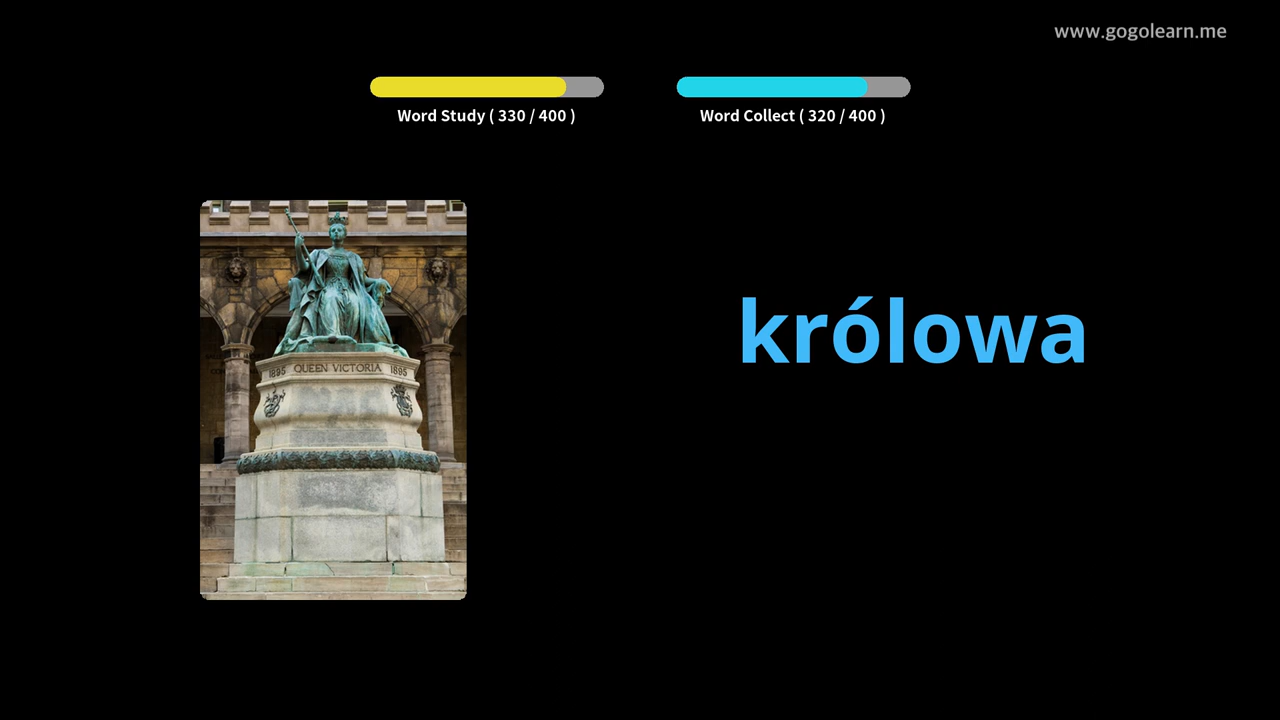 www.gogolearn.me
Word Study ( 330 / 400 )
Word Collect ( 320 / 400 )
królowa
1895 QUEEN VICTORIA 1895